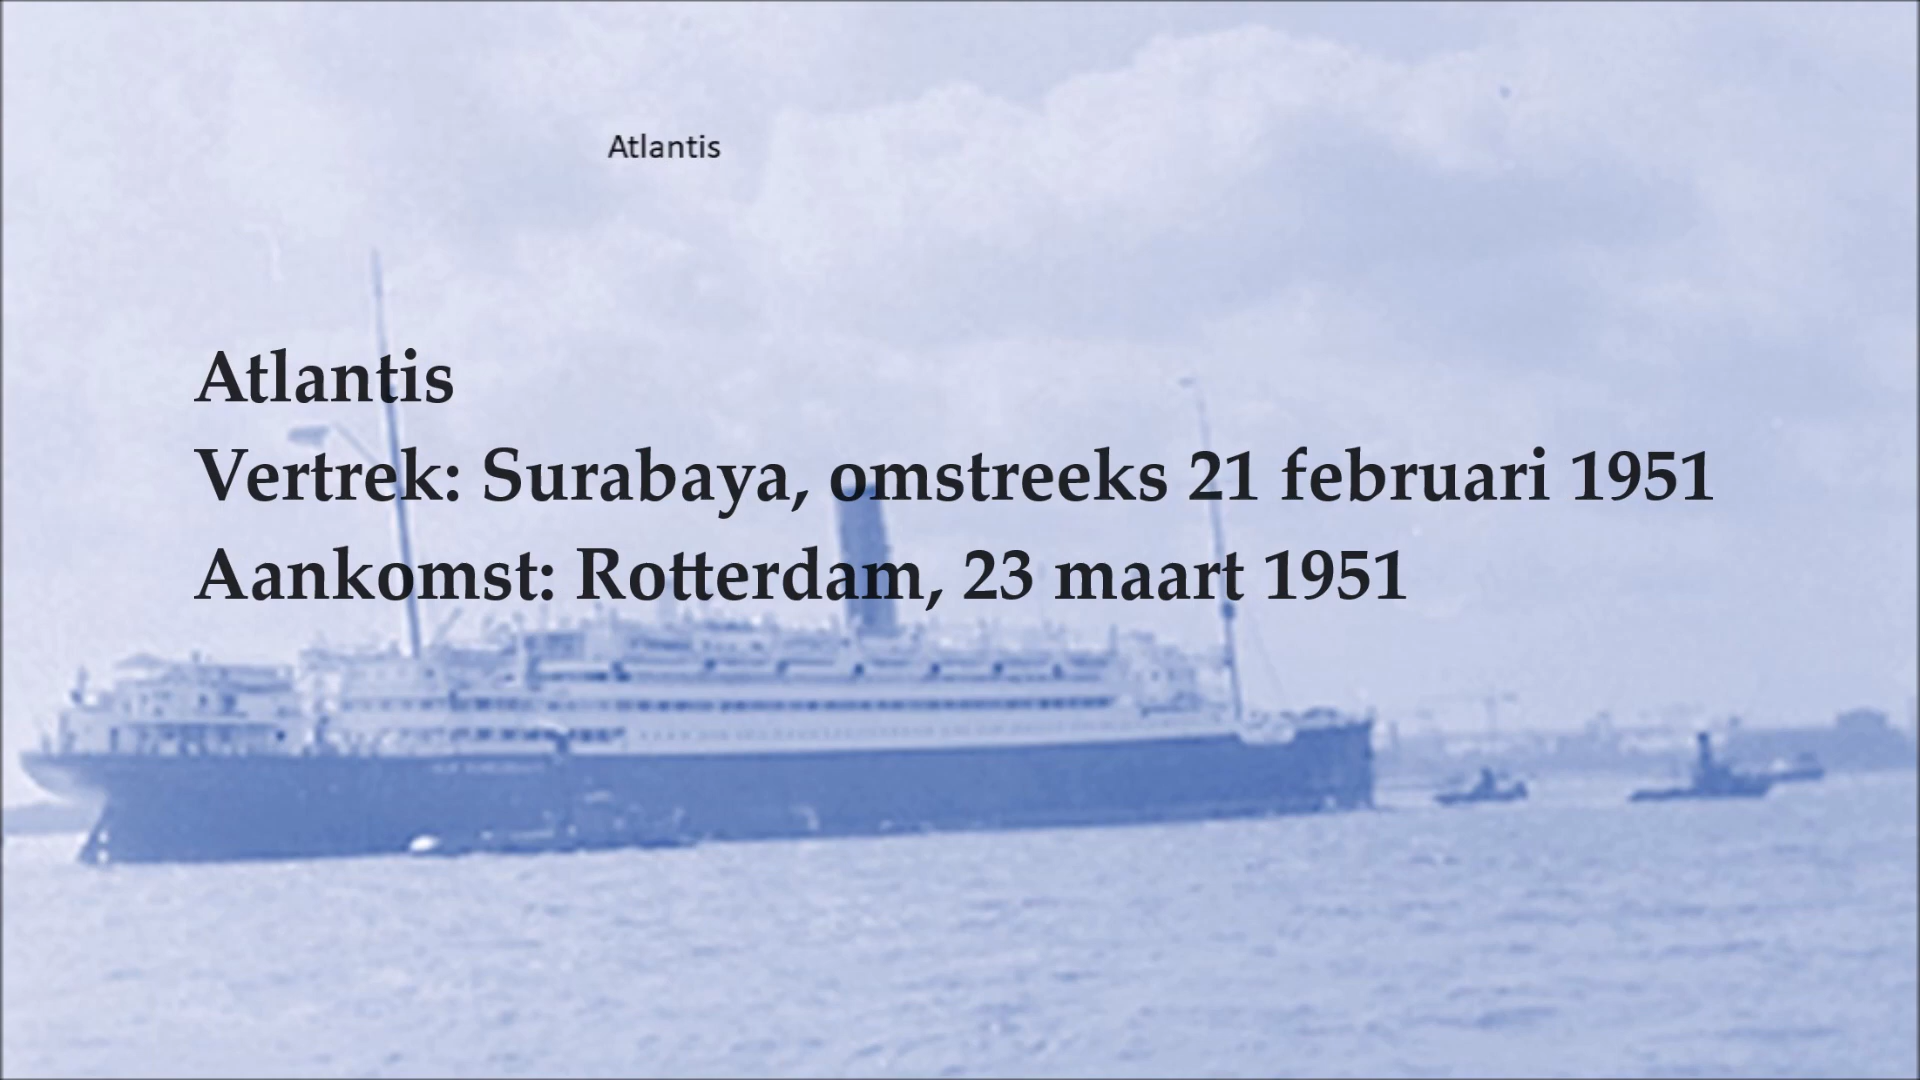 Atlantis
Atlantis
Vertrek: Surabaya, omstreeks 21 februari 1951
Aankomst: Rotterdam, 23 maart 1951